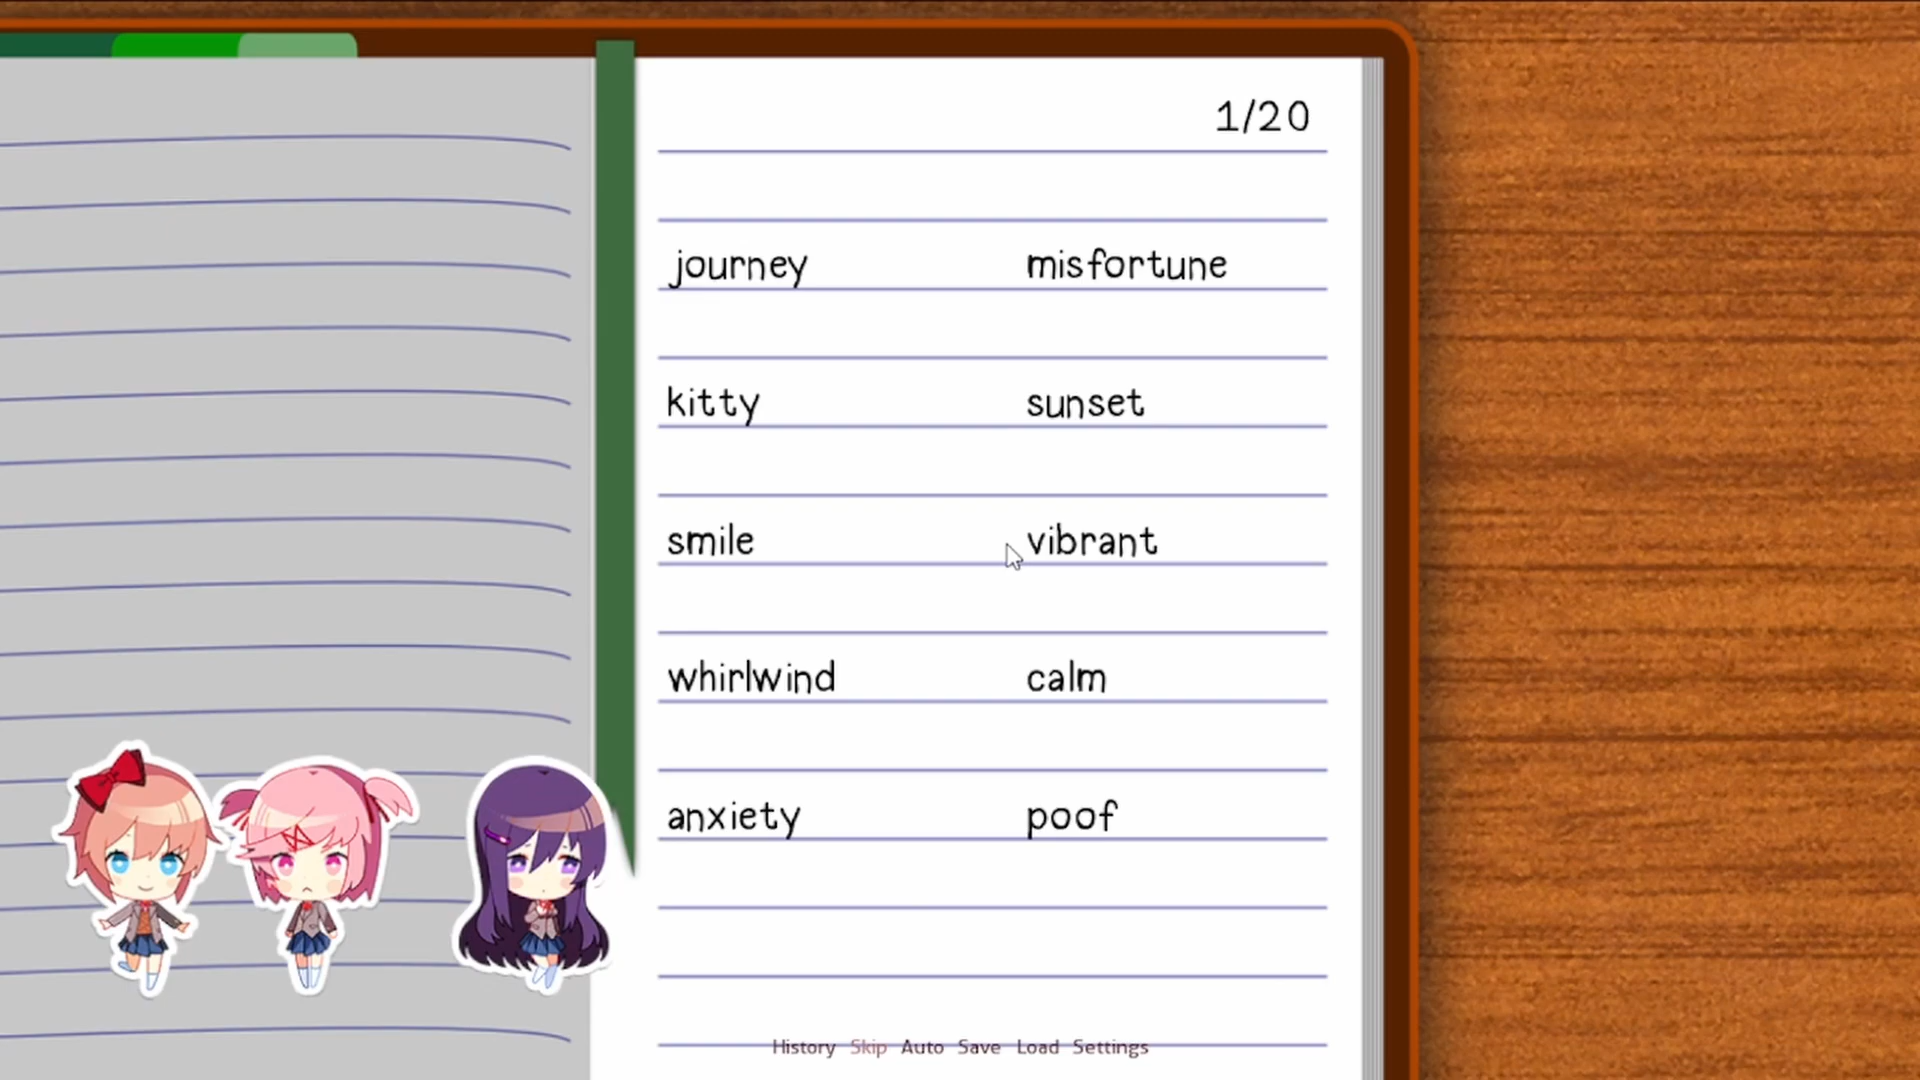 1/20
journey misfortune
kitty sunset
smile vibrant
whirlwind calm
anxiety poof
History Skip Auto Save Load Settings